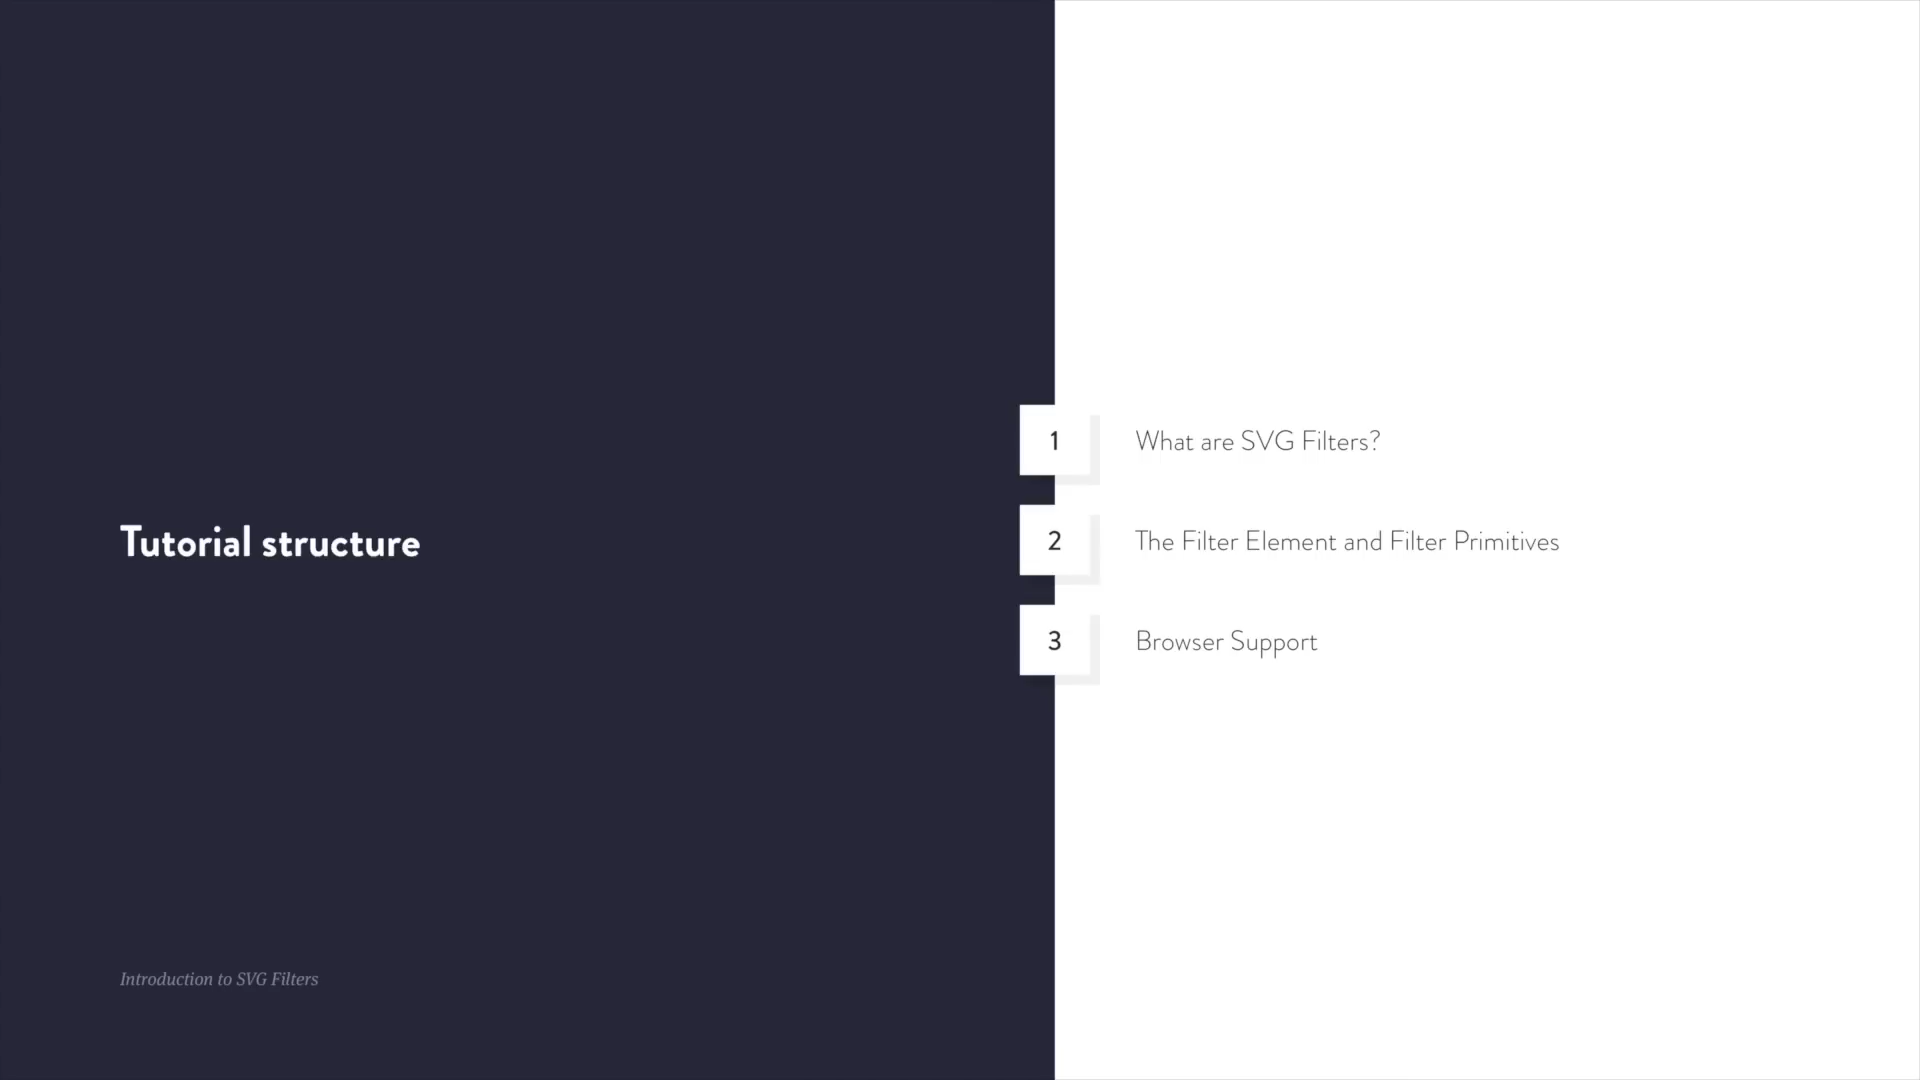 Tutorial structure
1 What are SVG Filters?
2 The Filter Element and Filter Primitives
3 Browser Support
Introduction to SVG Filters